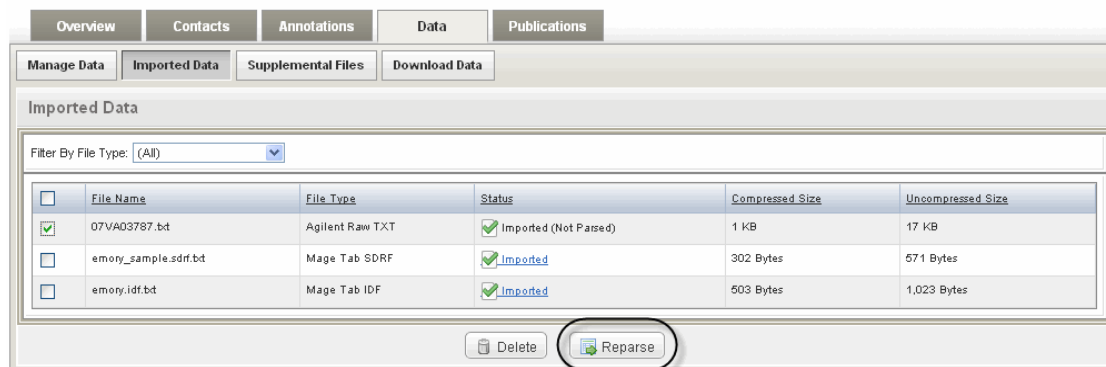 Overview Contacts Annotations Data Publications
Manage Data Imported Data Supplemental Files Download Data
Imported Data
Filter By File Type: (All)
File Name File Type Status Compressed Size Uncompressed Size
07VA03787.txt Agilent Raw TXT Imported (Not Parsed) 1 KB 17 KB
emory_sample.sdrf.txt Mage Tab SDRF Imported 302 Bytes 571 Bytes
emory.idf.txt Mage Tab IDF Imported 503 Bytes 1,023 Bytes
Delete Reparse